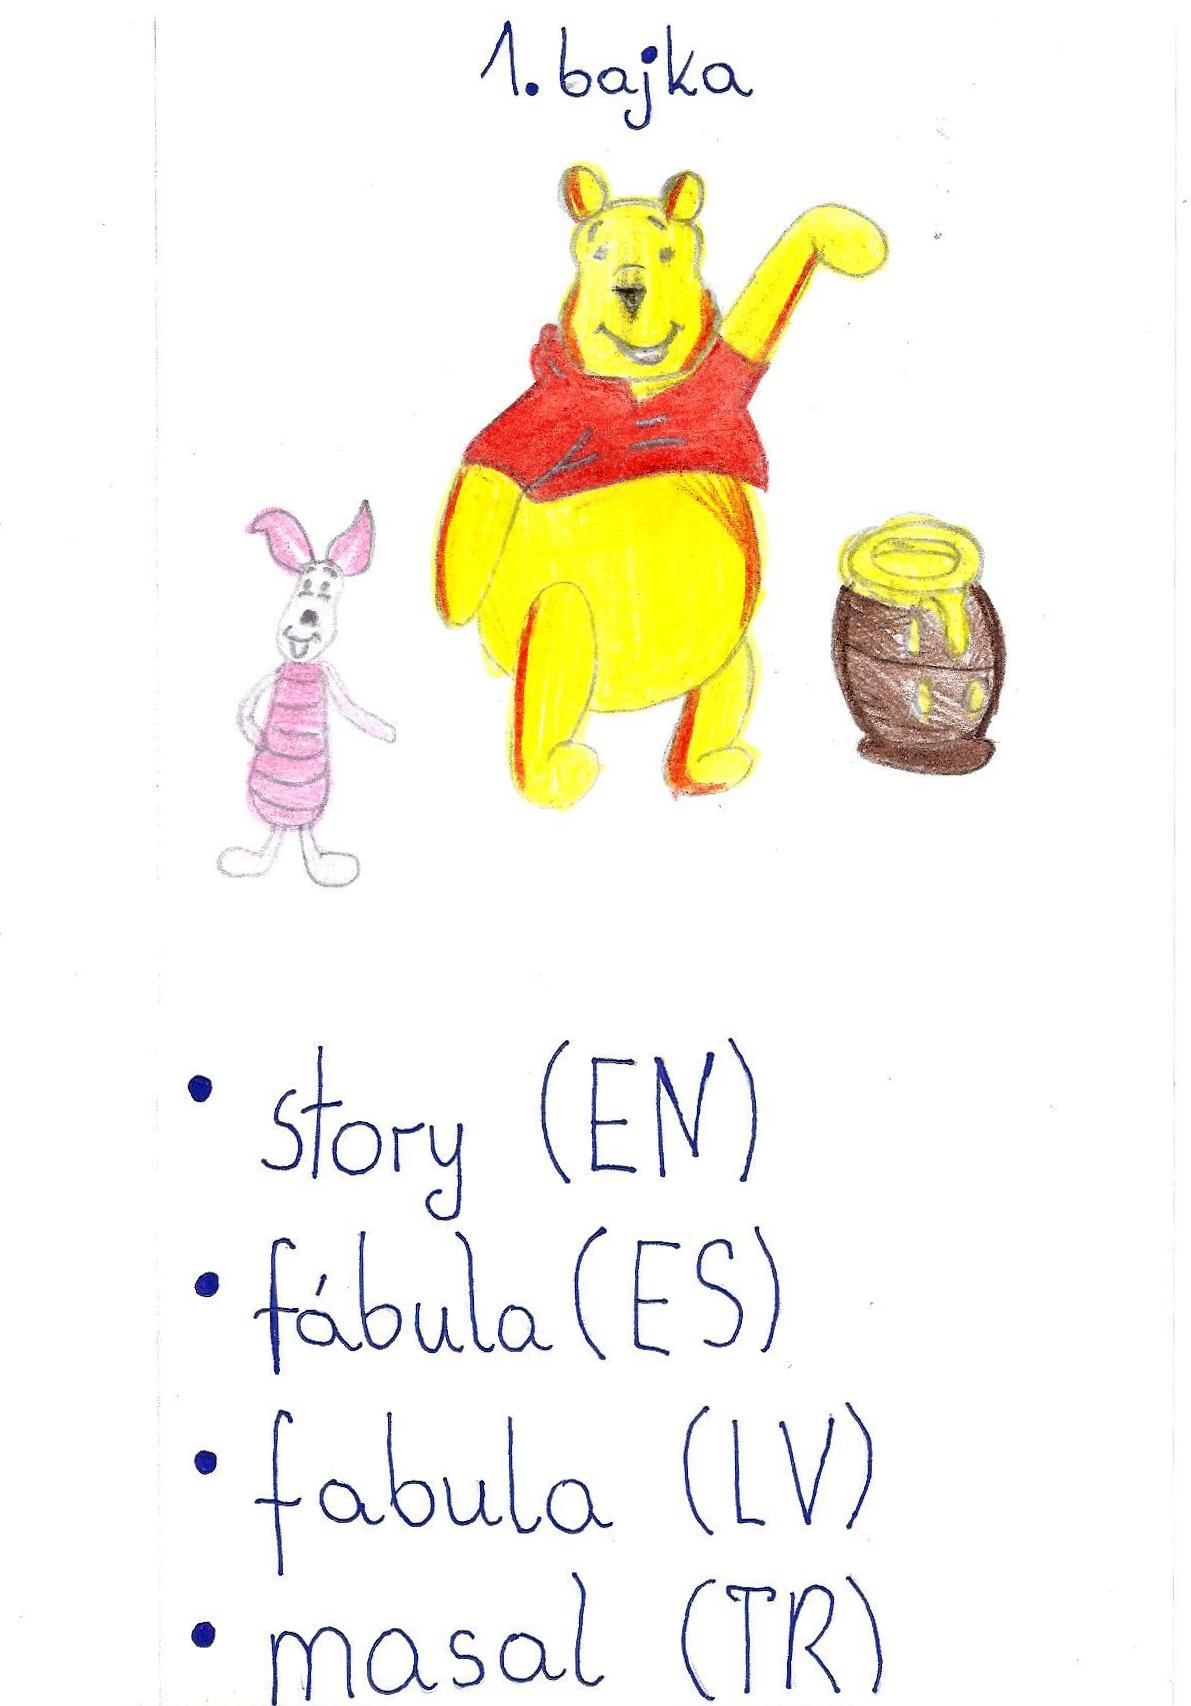 1. bajka
• story (EN)
• fábula (ES)
• fabula (LV)
• masal (TR)